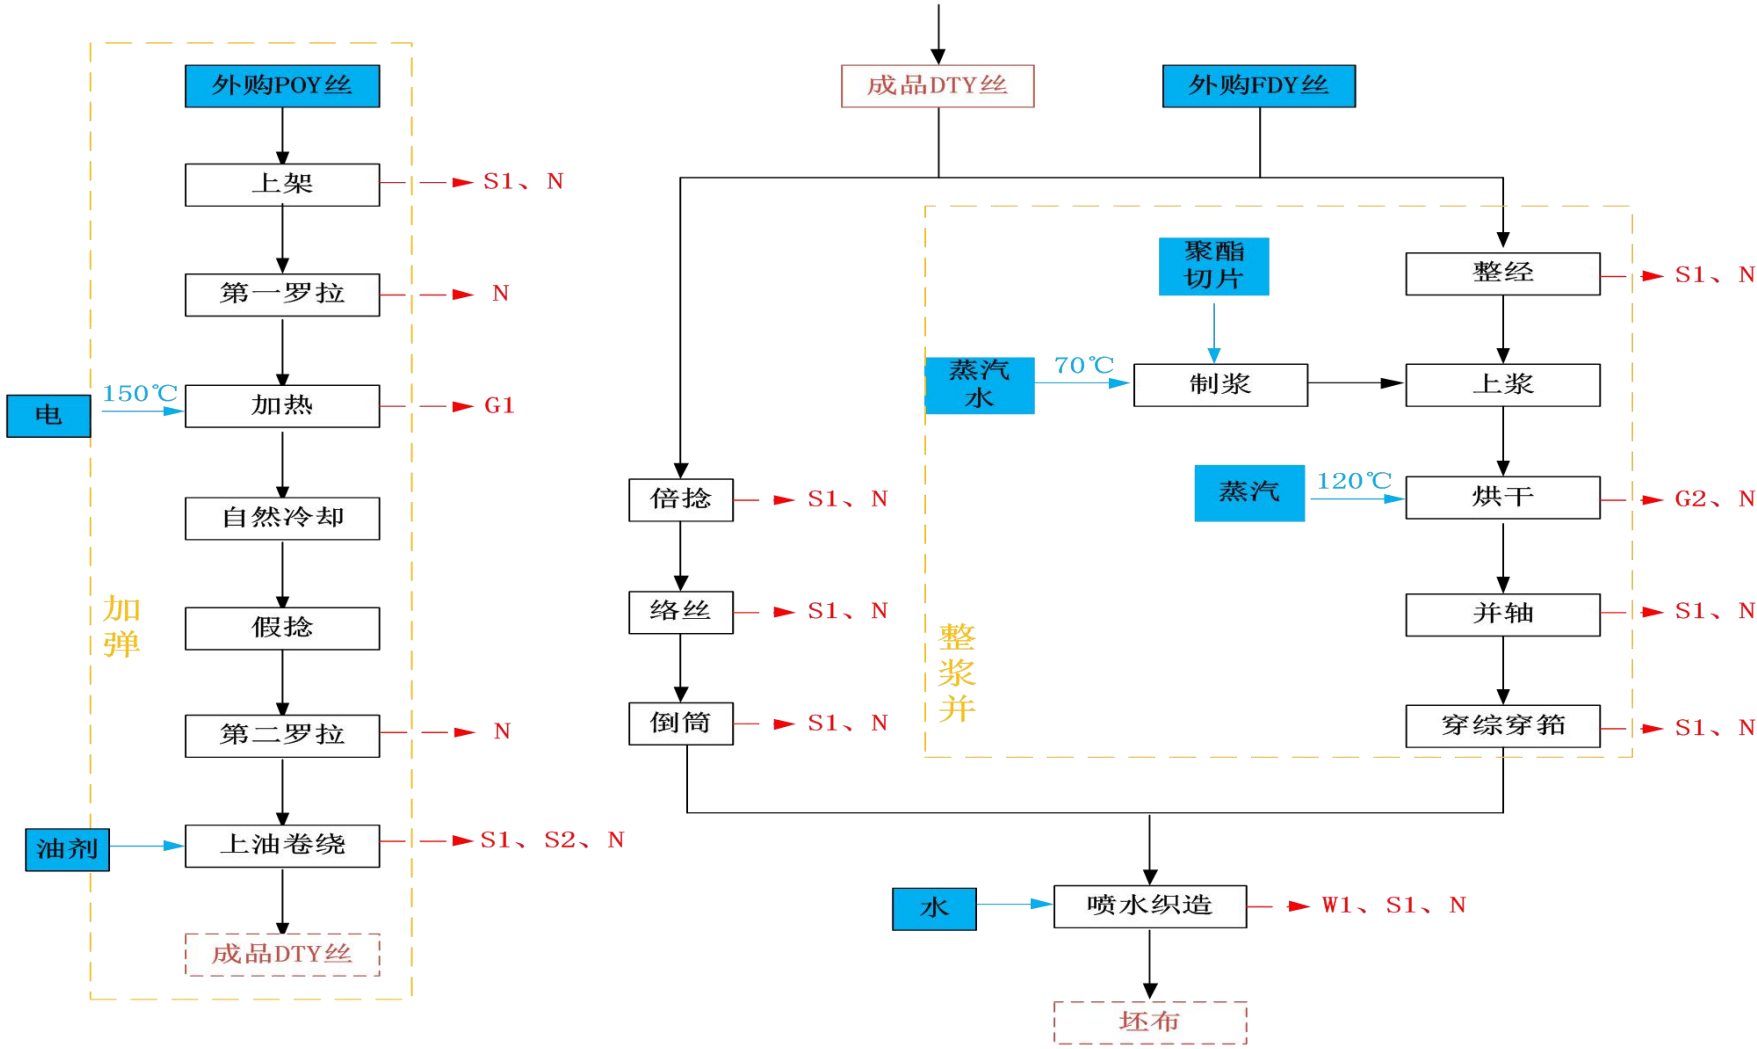 外购POY丝
上架
S1、N
第一罗拉
N
电
150℃
加热
G1
自然冷却
假捻
加弹
第二罗拉
N
油剂
上油卷绕
S1、S2、N
成品DTY丝
成品DTY丝
外购FDY丝
倍捻
S1、N
络丝
S1、N
倒筒
S1、N
聚酯
切片
整经
S1、N
蒸汽
水
70℃
制浆
上浆
蒸汽
120℃
烘干
G2、N
并轴
S1、N
整浆并
穿综穿筘
S1、N
水
喷水织造
W1、S1、N
坯布